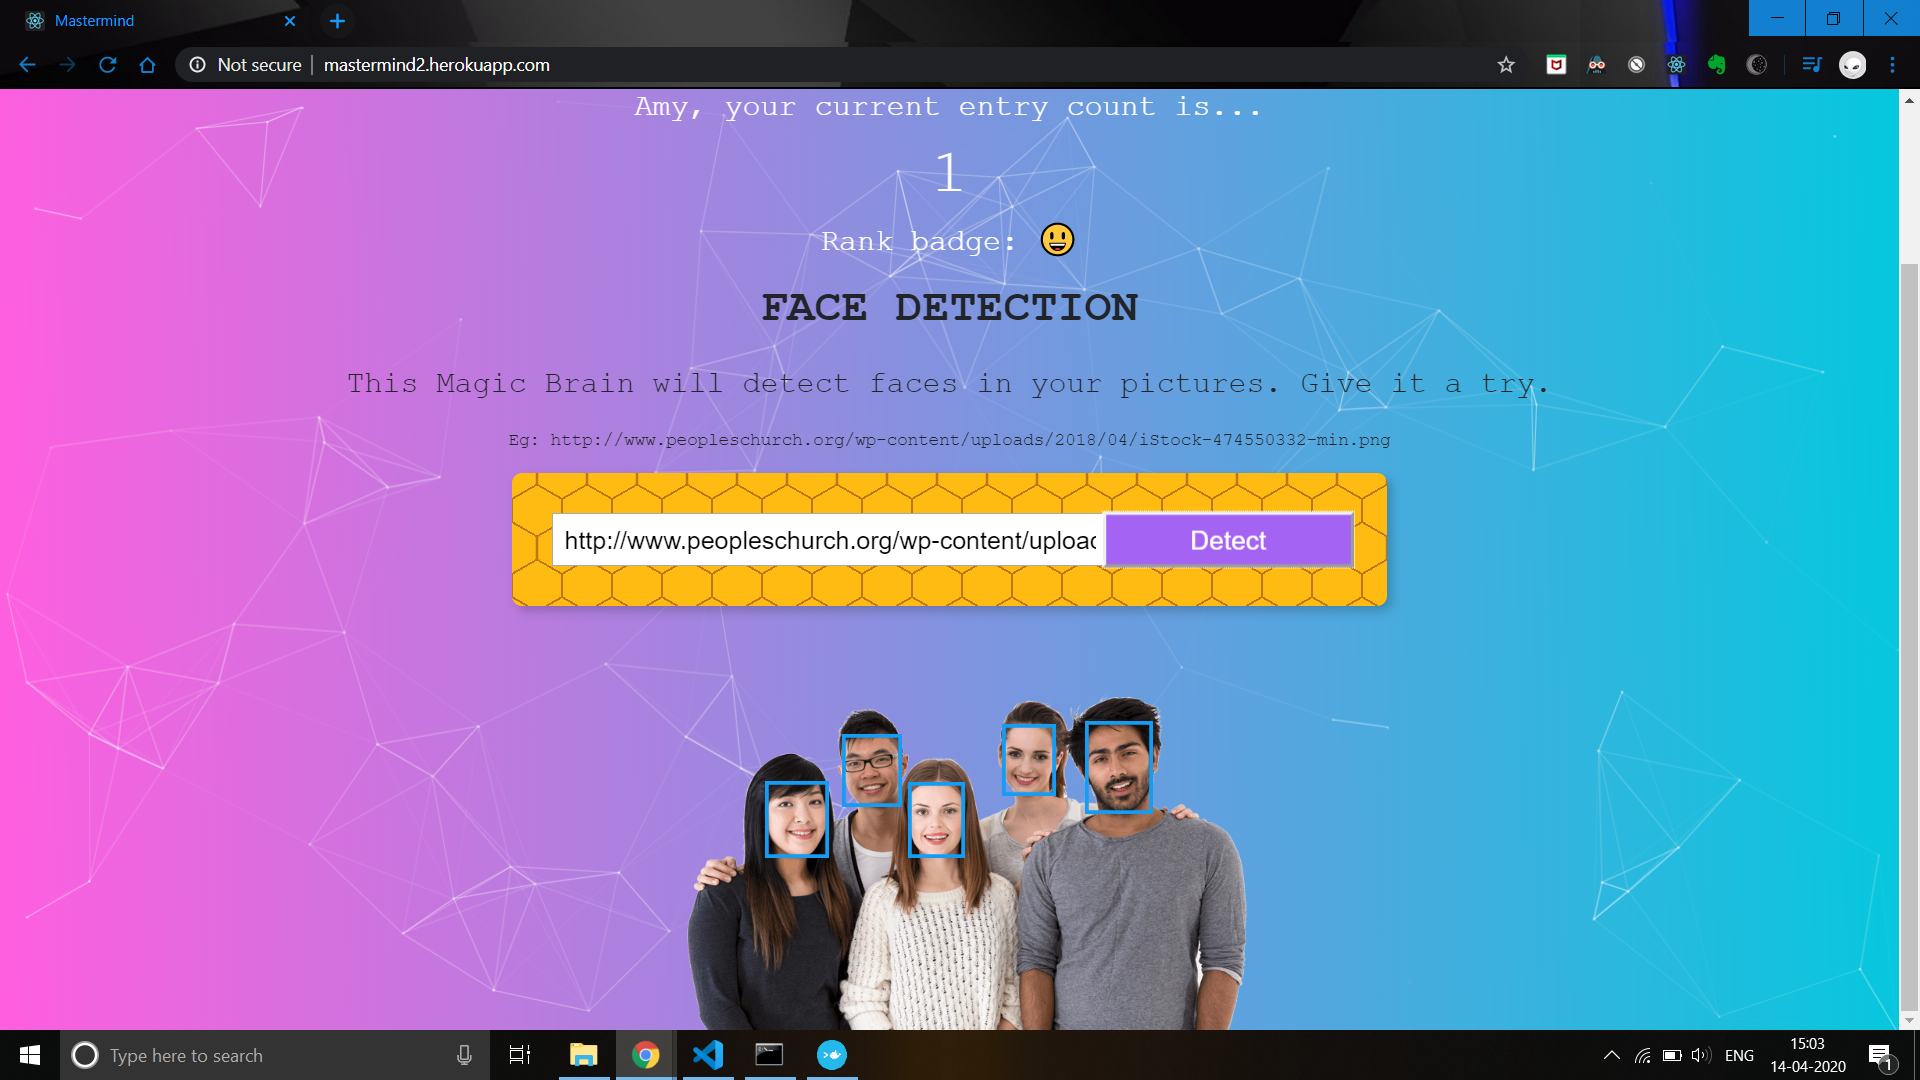 Mastermind
Not secure
mastermind2.herokuapp.com
Amy, your current entry count is...
1
Rank badge: 😃
FACE DETECTION
This Magic Brain will detect faces in your pictures. Give it a try.
Eg: http://www.peopleschurch.org/wp-content/uploads/2018/04/iStock-474550332-min.png
http://www.peopleschurch.org/wp-content/uploac
Detect
Type here to search
ENG
15:03
14-04-2020
1